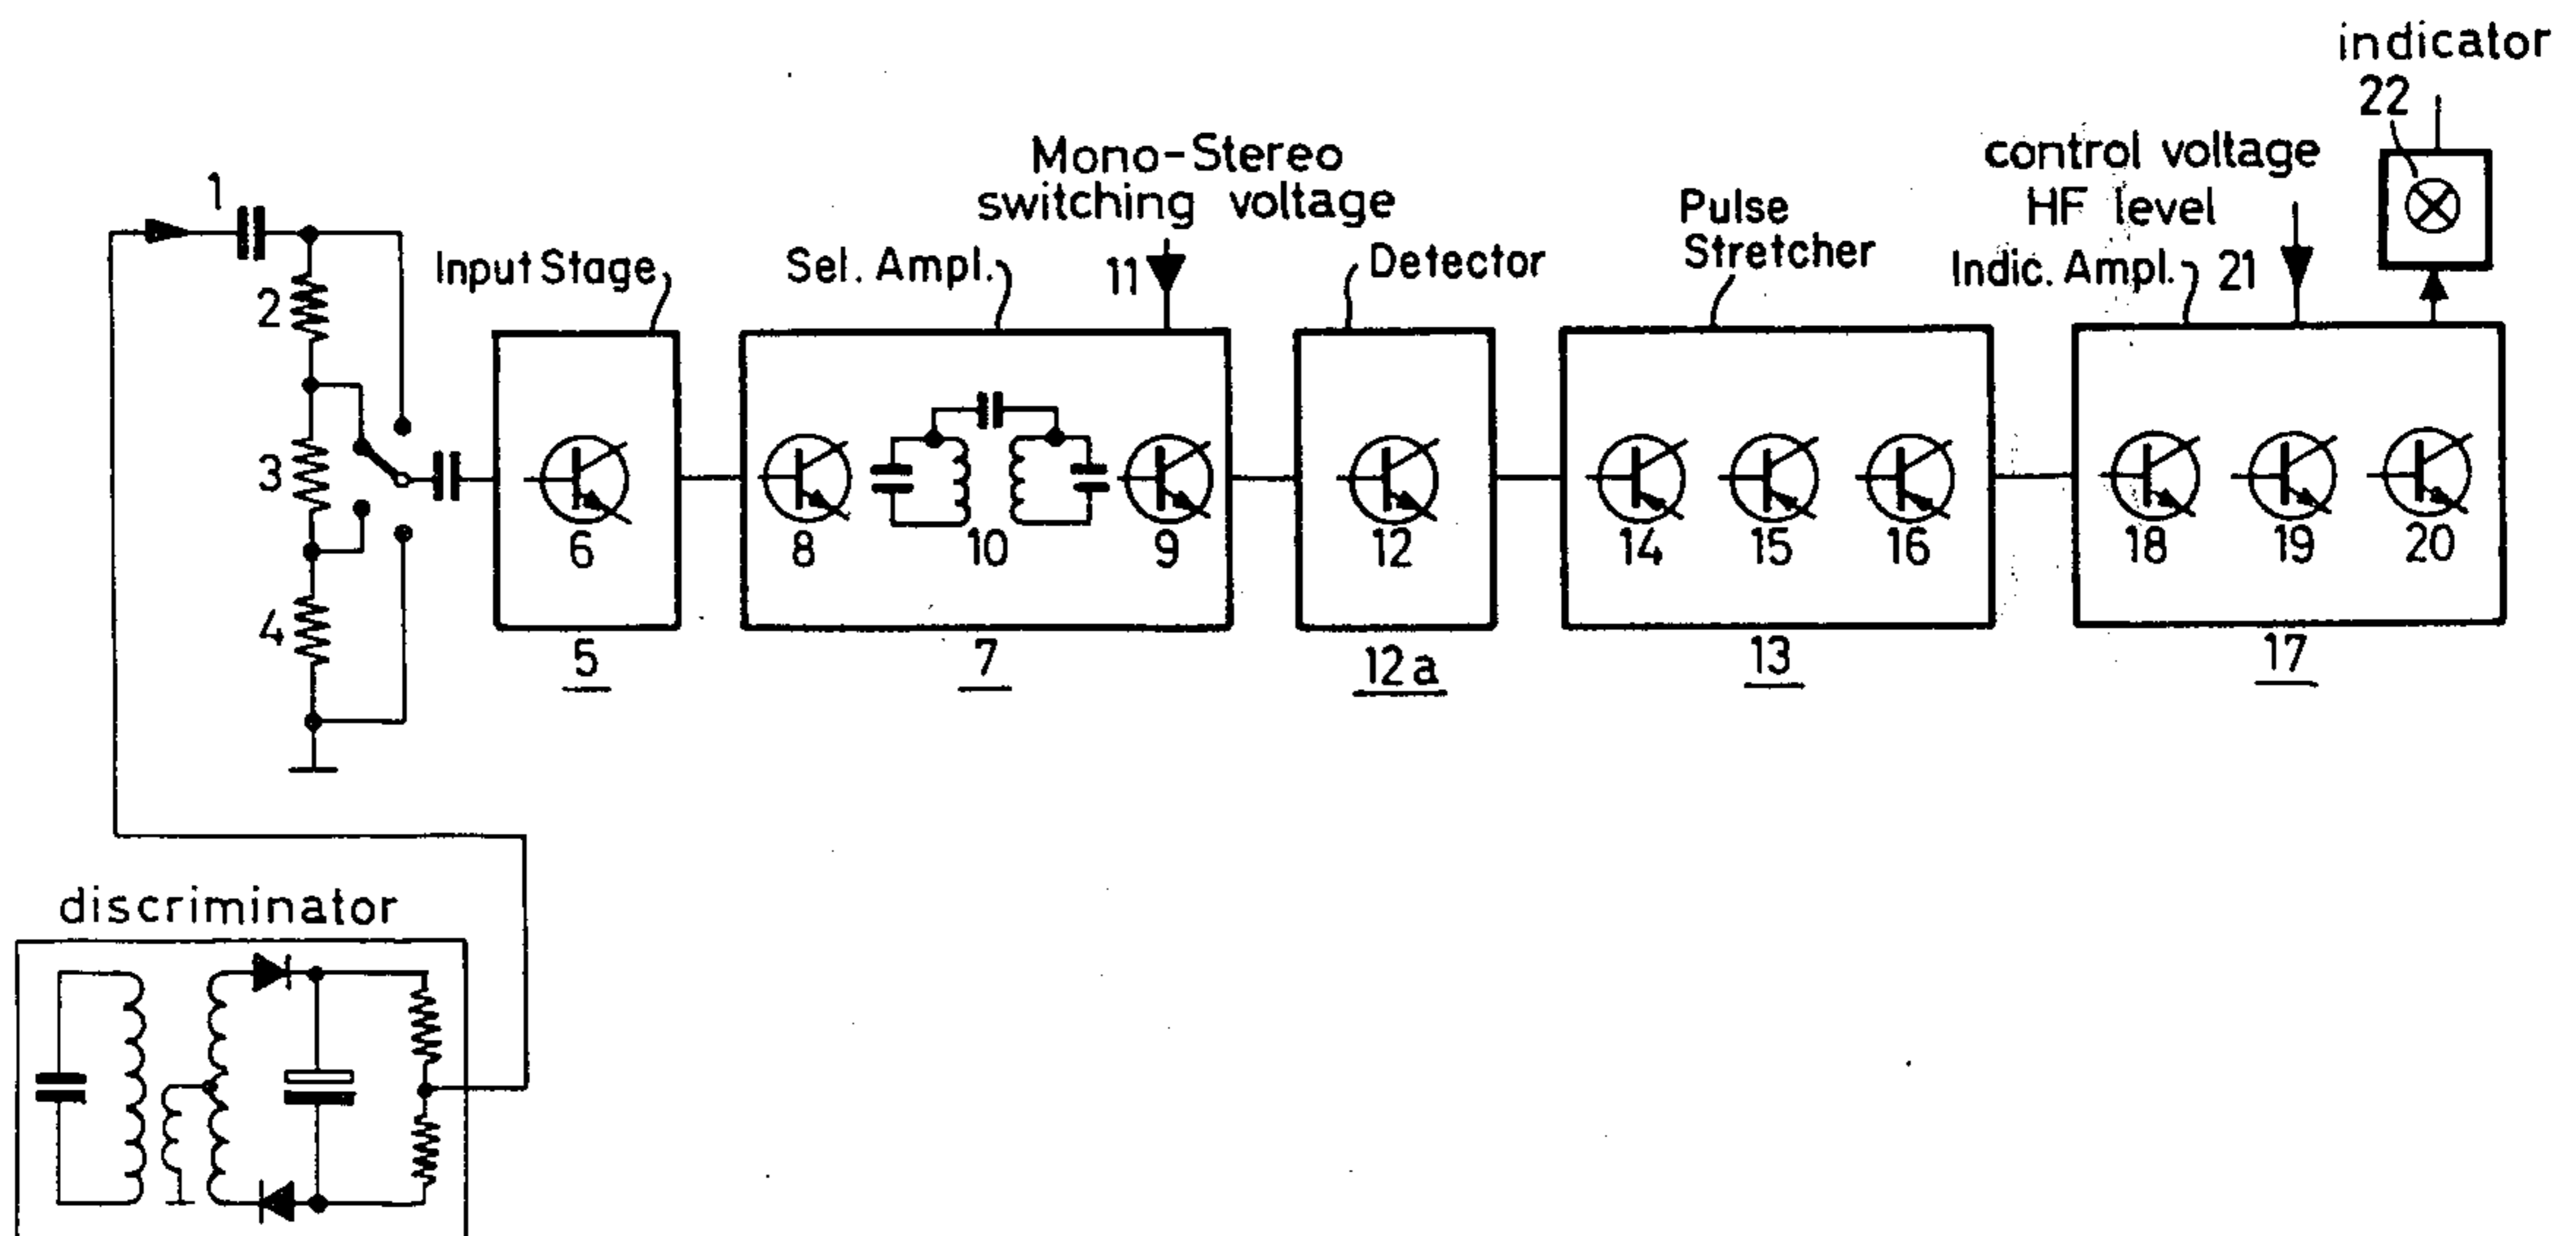 indicator
22
control voltage
HF level
Mono-Stereo
switching voltage
1
Pulse
Stretcher
Input Stage
Sel. Ampl.
11
Detector
Indic. Ampl.
21
2
3
4
6
8
10
9
12
14
15
16
18
19
20
5
7
12a
13
17
discriminator